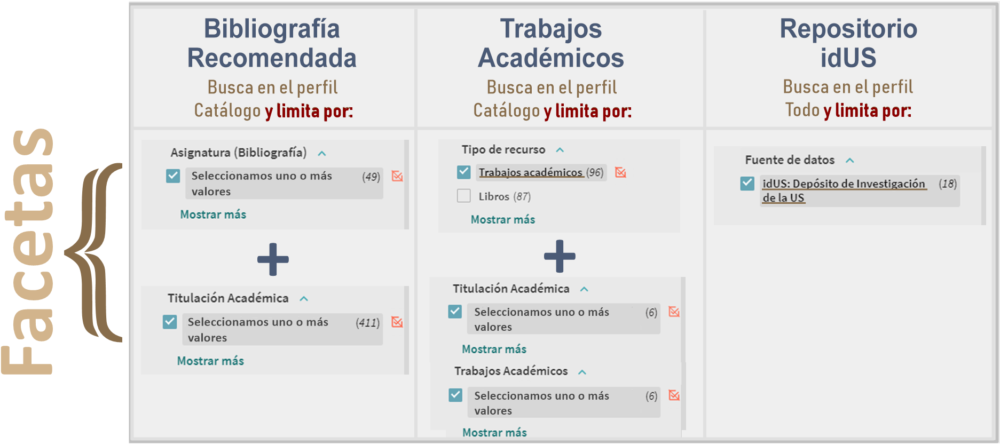 Facetas
Bibliografía
Recomendada
Busca en el perfil
Catálogo y limita por:
Asignatura (Bibliografía)
Seleccionamos uno o más (49)
valores
Mostrar más
+
Titulación Académica
Seleccionamos uno o más (411)
valores
Mostrar más
Trabajos
Académicos
Busca en el perfil
Catálogo y limita por:
Tipo de recurso
Trabajos académicos (96)
Libros (87)
Mostrar más
+
Titulación Académica
Seleccionamos uno o más (6)
valores
Mostrar más
Trabajos Académicos
Seleccionamos uno o más (6)
valores
Mostrar más
Repositorio
idUS
Busca en el perfil
Todo y limita por:
Fuente de datos
idUS: Depósito de Investigación (18)
de la US